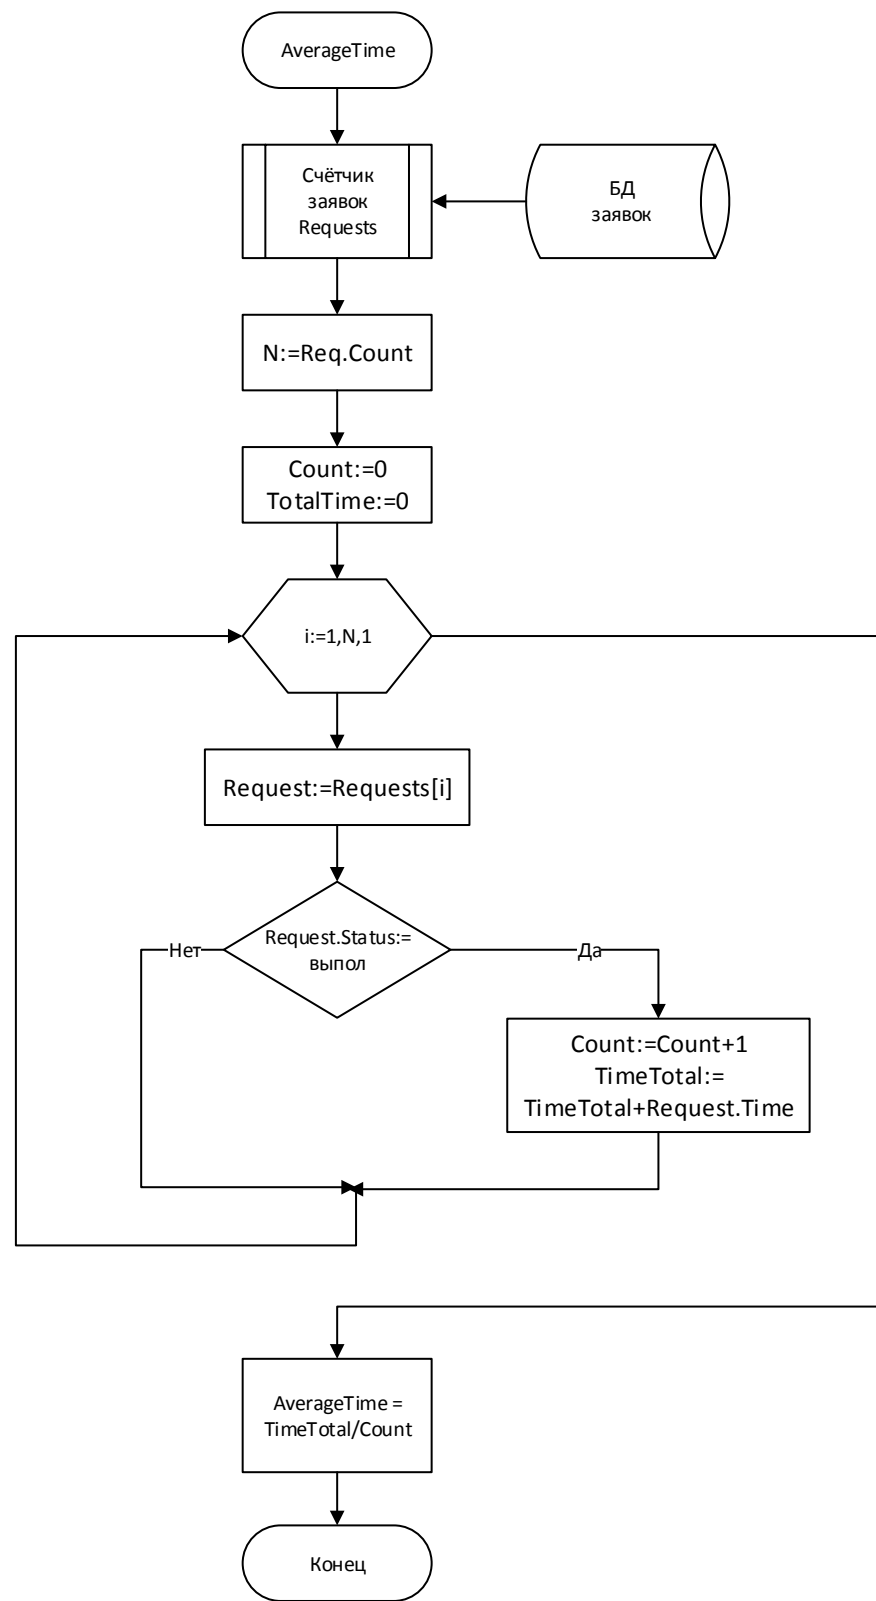 AverageTime
Счётчик
заявок
Requests
БД
заявок
N:=Req.Count
Count:=0
TotalTime:=0
i:=1,N,1
Request:=Requests[i]
Request.Status:=
выпол
Нет
Да
Count:=Count+1
TimeTotal:=
TimeTotal+Request.Time
AverageTime =
TimeTotal/Count
Конец